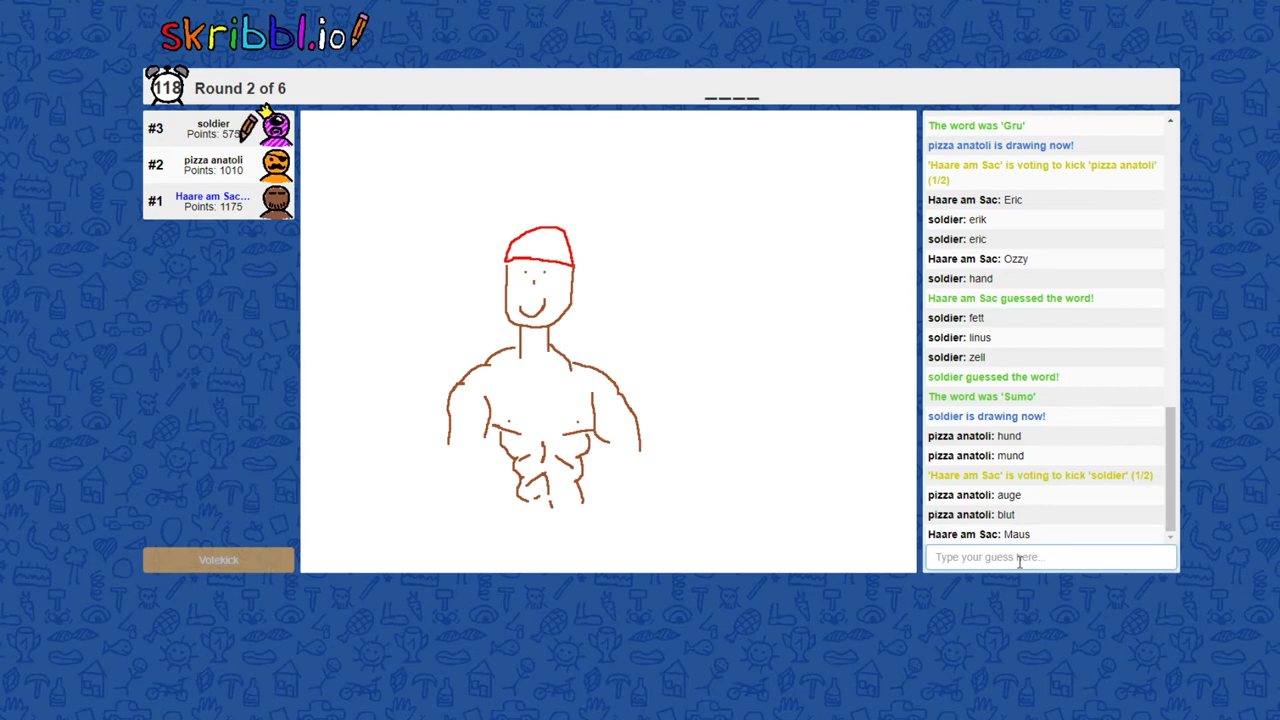 skribbl.io
118
Round 2 of 6
____
#3
soldier
Points: 575
#2
pizza anatoli
Points: 1010
#1
Haare am Sac...
Points: 1175
Votekick
The word was 'Gru'
pizza anatoli is drawing now!
'Haare am Sac' is voting to kick 'pizza anatoli'
(1/2)
Haare am Sac: Eric
soldier: erik
soldier: eric
Haare am Sac: Ozzy
soldier: hand
Haare am Sac guessed the word!
soldier: fett
soldier: linus
soldier: zell
soldier guessed the word!
The word was 'Sumo'
soldier is drawing now!
pizza anatoli: hund
pizza anatoli: mund
'Haare am Sac' is voting to kick 'soldier' (1/2)
pizza anatoli: auge
pizza anatoli: blut
Haare am Sac: Maus
Type your guess here...